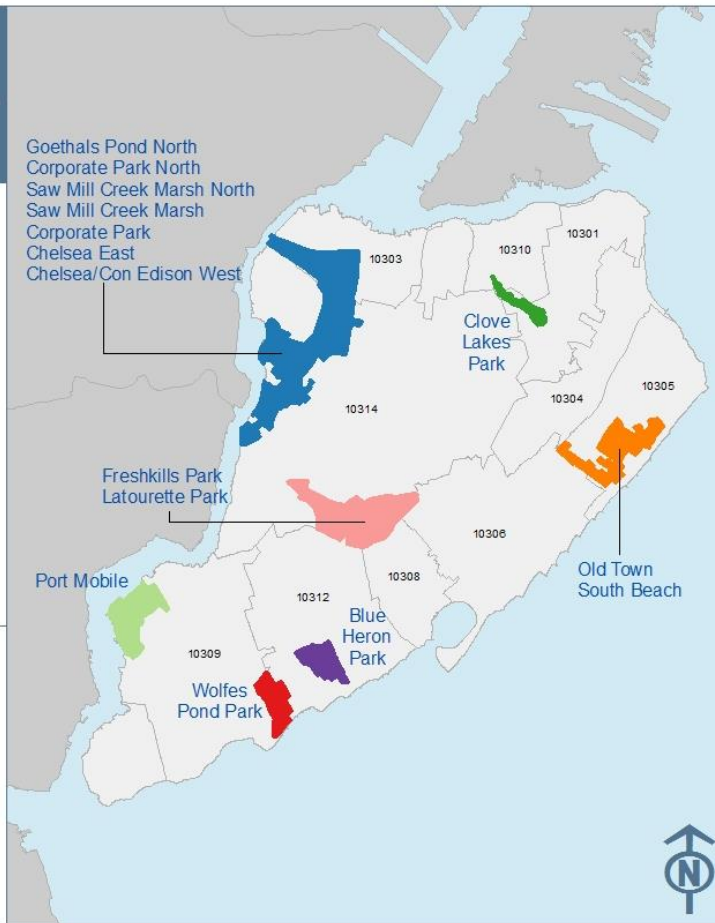 Goethals Pond North
Corporate Park North
Saw Mill Creek Marsh North
Saw Mill Creek Marsh
Corporate Park
Chelsea East
Chelsea/Con Edison West
10303
10310
10301
Clove
Lakes
Park
10314
10304
10305
Freshkills Park
Latourette Park
10306
Old Town
South Beach
10308
Port Mobile
10312
Blue
Heron
Park
10309
Wolfes
Pond Park
N